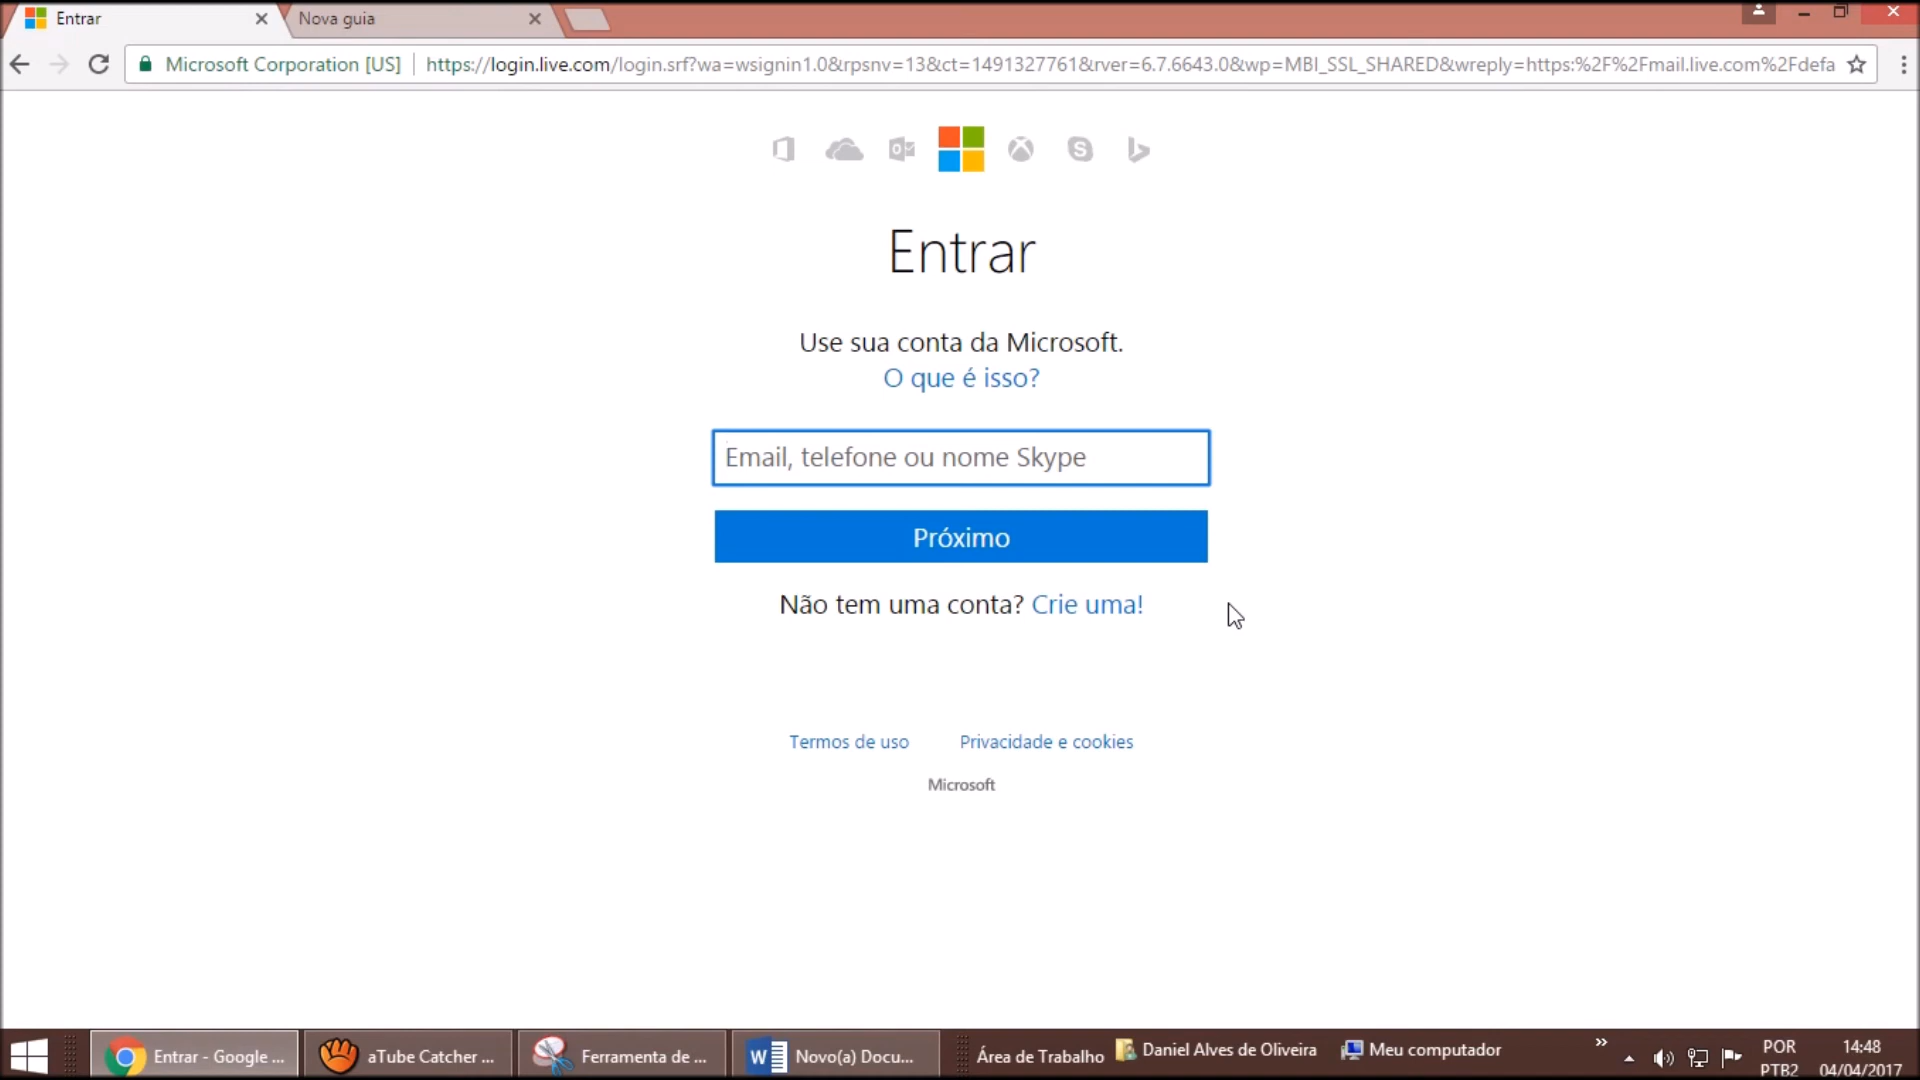 Entrar
Nova guia
Microsoft Corporation [US]
https://login.live.com/login.srf?wa=wsignin1.0&rpsnv=13&ct=1491327761&rver=6.7.6643.0&wp=MBI_SSL_SHARED&wreply=https:%2F%2Fmail.live.com%2Fdefa
Entrar
Use sua conta da Microsoft.
O que é isso?
Email, telefone ou nome Skype
Próximo
Não tem uma conta? Crie uma!
Termos de uso
Privacidade e cookies
Microsoft
Entrar - Google ...
aTube Catcher ...
Ferramenta de ...
Novo(a) Docu...
Área de Trabalho
Daniel Alves de Oliveira
Meu computador
POR
PTB2
14:48
04/04/2017